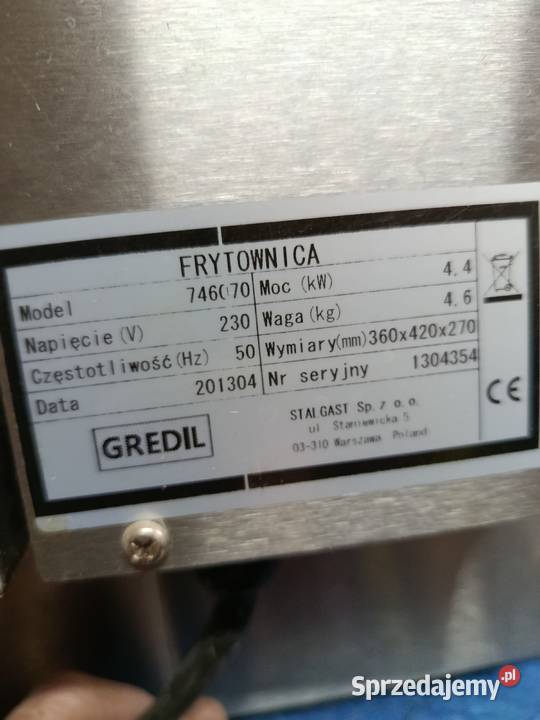 FRYTOWNICA
Model 746070 Moc (kW) 4,4
Napięcie (V) 230 Waga (kg) 4,6
Częstotliwość (Hz) 50 Wymiary(mm) 360x420x270
Data 201304 Nr seryjny 1304354
GREDIL
STALGAST Sp. z o.o.
ul Staniewicka 5
03-310 Warszawa Poland
CE
Sprzedajemy.pl